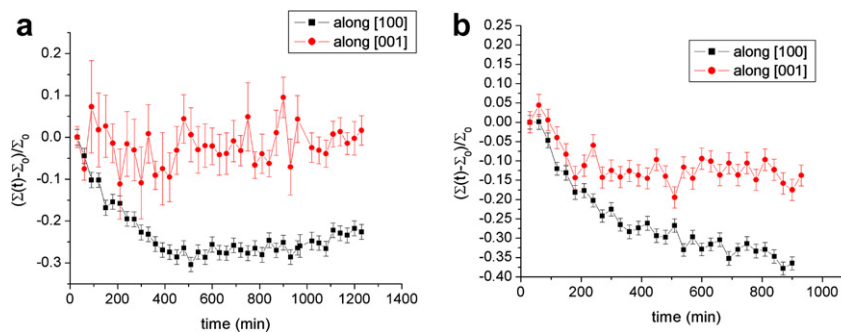 a
along [100]
along [001]
0.2
0.1
0.0
-0.1
-0.2
-0.3
(Σ(t)-Σ₀)/Σ₀
0 200 400 600 800 1000 1200 1400
time (min)
b
along [100]
along [001]
0.25
0.20
0.15
0.10
0.05
0.00
-0.05
-0.10
-0.15
-0.20
-0.25
-0.30
-0.35
-0.40
(Σ(t)-Σ₀)/Σ₀
0 200 400 600 800 1000
time (min)